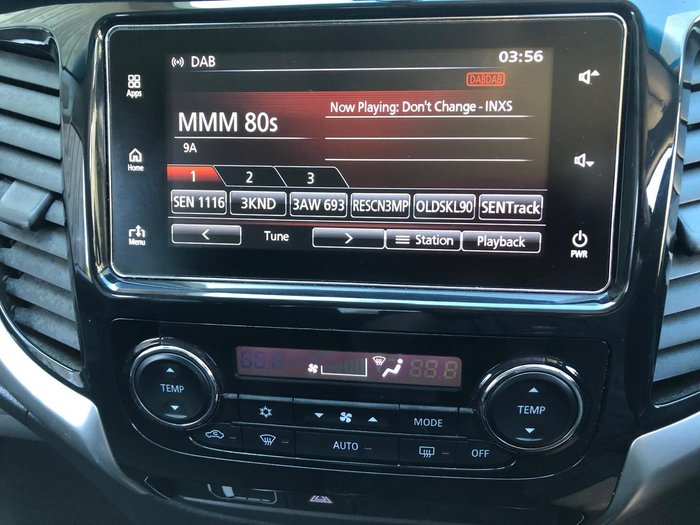 DAB
03:56
DABDAB
Apps
Now Playing: Don't Change - INXS
MMM 80s
9A
Home
1 2 3
SEN 1116 3KND 3AW 693 RESCN3MP OLDSKL90 SENTrack
Menu
< Tune > Station Playback
PWR
TEMP
TEMP
MODE
AUTO
OFF